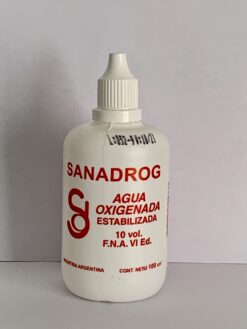 SANADROG
AGUA
OXIGENADA
ESTABILIZADA
10 vol.
F.N.A. VI Ed.
INDUSTRIA ARGENTINA
CONT. NETO 100 cm³